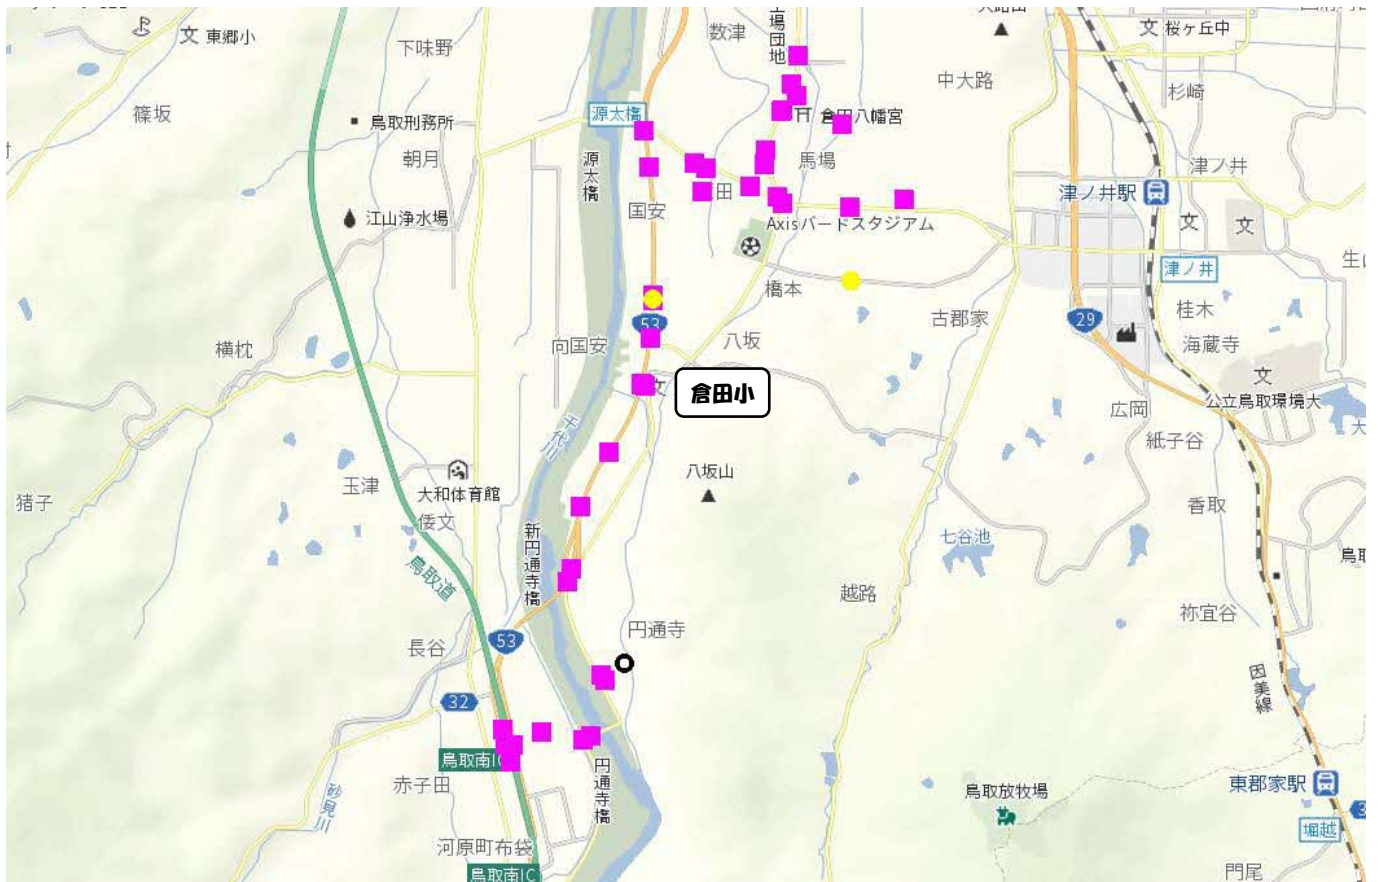 東郷小
下味野
数津
工場団地
桜ヶ丘中
中大路
杉崎
篠坂
鳥取刑務所
源太橋
倉田八幡宮
朝月
源太橋
馬場
津ノ井
津ノ井駅
江山浄水場
国安
田
Axisバードスタジアム
津ノ井
橋本
桂木
53
29
古郡家
向国安
八坂
横枕
海蔵寺
文
倉田小
公立鳥取環境大
広岡
紙子谷
千代川
八坂山
玉津
大和体育館
猪子
倭文
香取
新円通寺橋
七谷池
鳥取道
越路
祢宜谷
円通寺
53
長谷
因美線
32
鳥取南IC
円通寺橋
赤子田
砂見川
鳥取放牧場
東郡家駅
堀越
河原町布袋
鳥取南IC
門尾